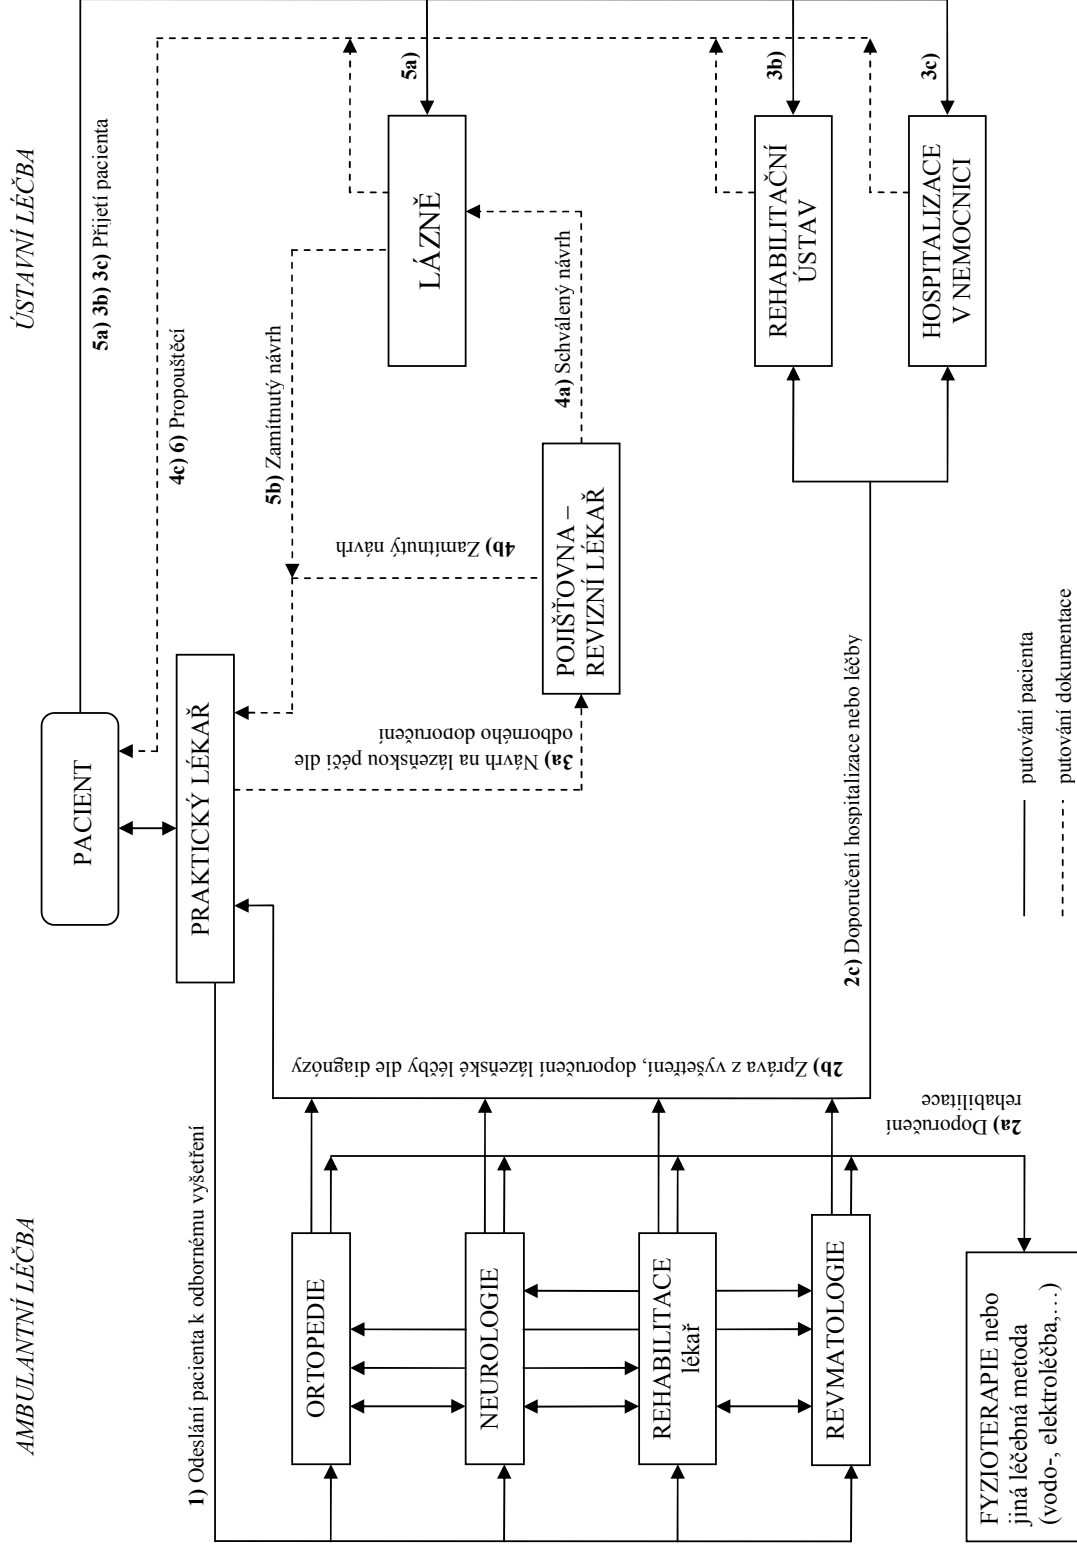 AMBULANTNÍ LÉČBA
ÚSTAVNÍ LÉČBA
PACIENT
5a) 3b) 3c) Přijetí pacienta
4c) 6) Propouštěcí
PRAKTICKÝ LÉKAŘ
1) Odeslání pacienta k odbornému vyšetření
5b) Zamítnutý návrh
4b) Zamítnutý návrh
3a) Návrh na lázeňskou péči dle
odborného doporučení
2b) Zpráva z vyšetření, doporučení lázeňské léčby dle diagnózy
ORTOPEDIE
NEUROLOGIE
REHABILITACE
lékař
REVMATOLOGIE
5a)
LÁZNĚ
4a) Schválený návrh
POJIŠŤOVNA –
REVIZNÍ LÉKAŘ
3b)
REHABILITAČNÍ
ÚSTAV
3c)
HOSPITALIZACE
V NEMOCNICI
2c) Doporučení hospitalizace nebo léčby
2a) Doporučení
rehabilitace
FYZIOTERAPIE nebo
jiná léčebná metoda
(vodo-, elektroléčba,…)
putování pacienta
putování dokumentace